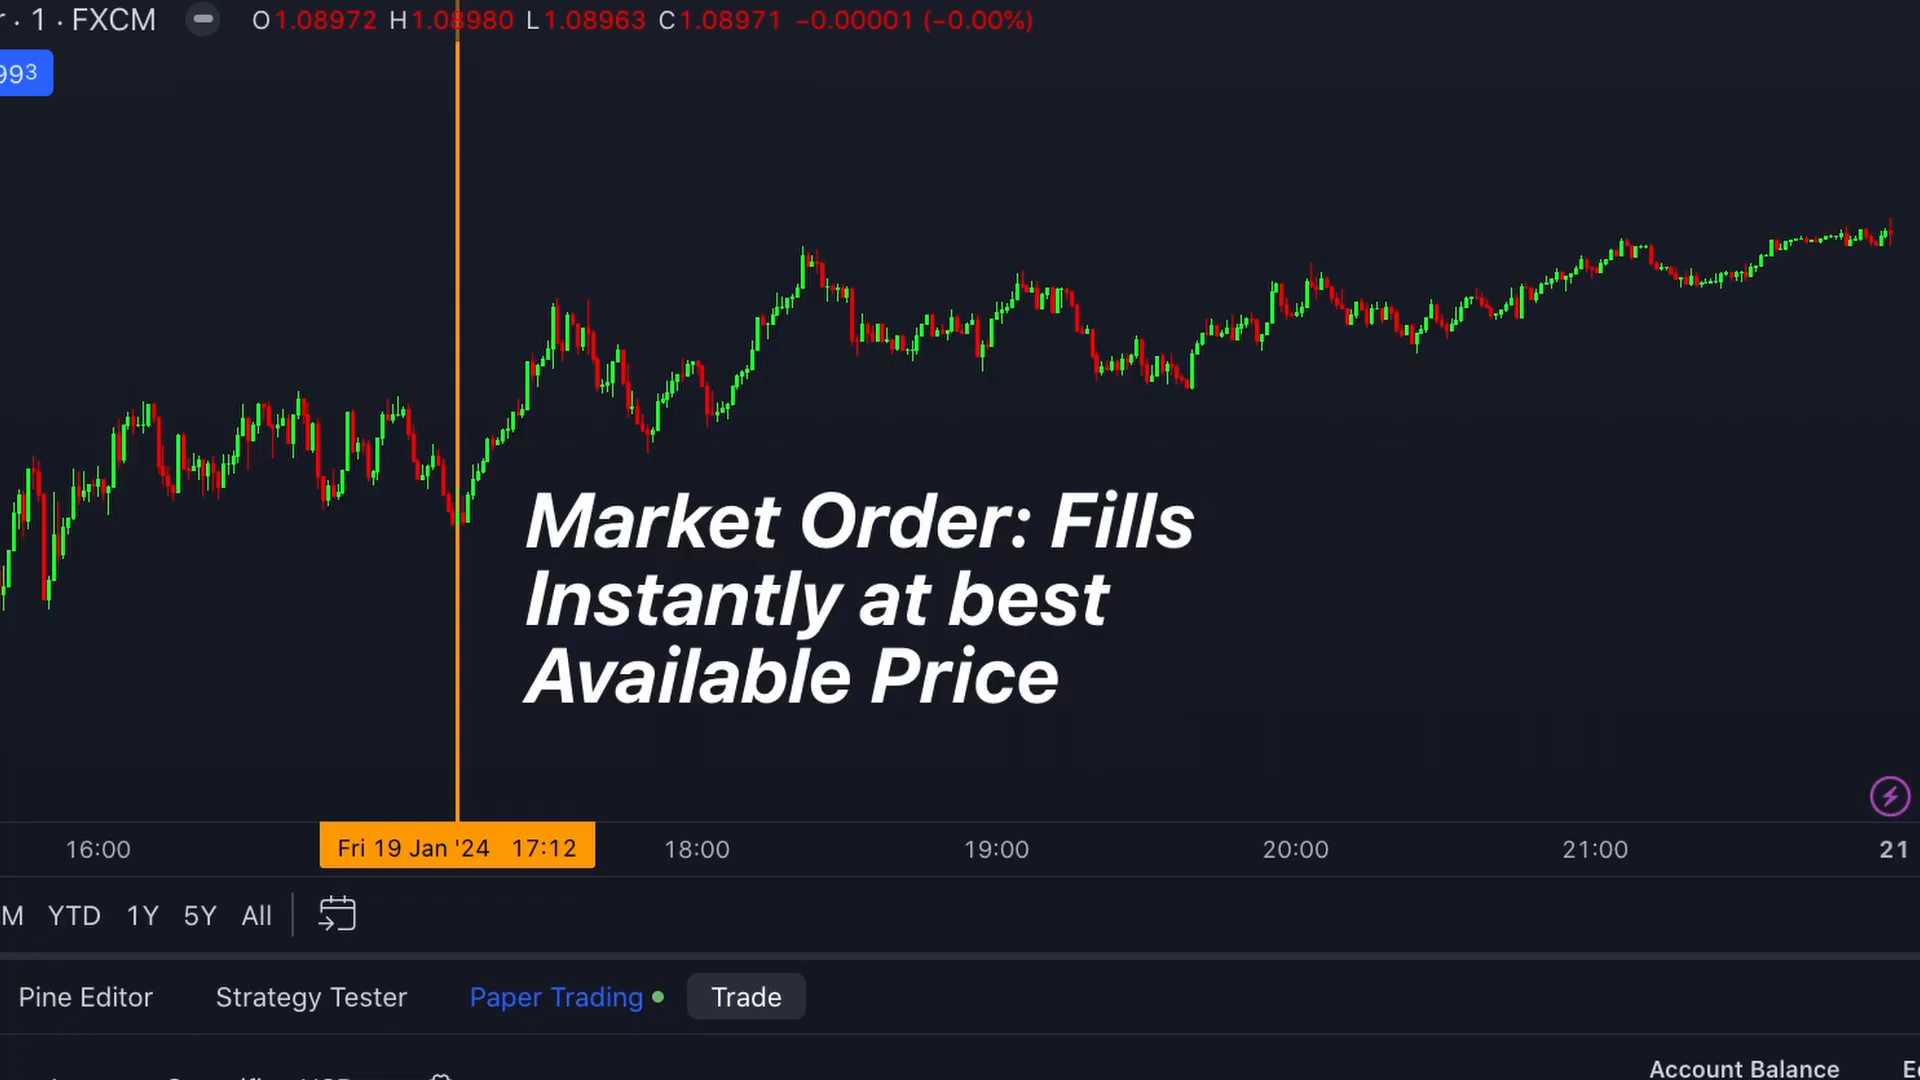 · 1 · FXCM O1.08972 H1.08980 L1.08963 C1.08971 −0.00001 (−0.00%)
993
Market Order: Fills
Instantly at best
Available Price
16:00 Fri 19 Jan '24 17:12 18:00 19:00 20:00 21:00 21
M YTD 1Y 5Y All
Pine Editor Strategy Tester Paper Trading Trade
Account Balance